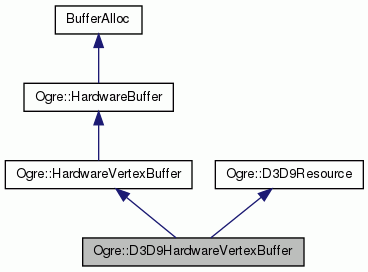 BufferAlloc
Ogre::HardwareBuffer
Ogre::HardwareVertexBuffer
Ogre::D3D9Resource
Ogre::D3D9HardwareVertexBuffer